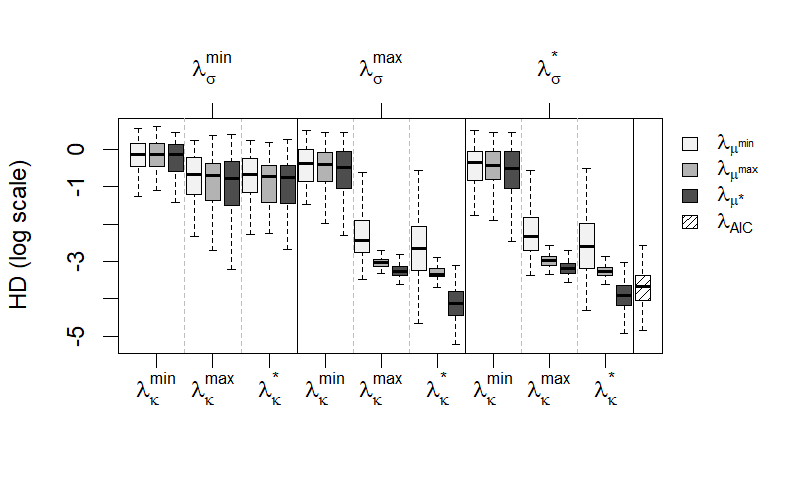 λσmin λσmax λσ*
HD (log scale)
0
-1
-3
-5
λκmin λκmax λκ* λκmin λκmax λκ* λκmin λκmax λκ*
λμmin
λμmax
λμ*
λAIC